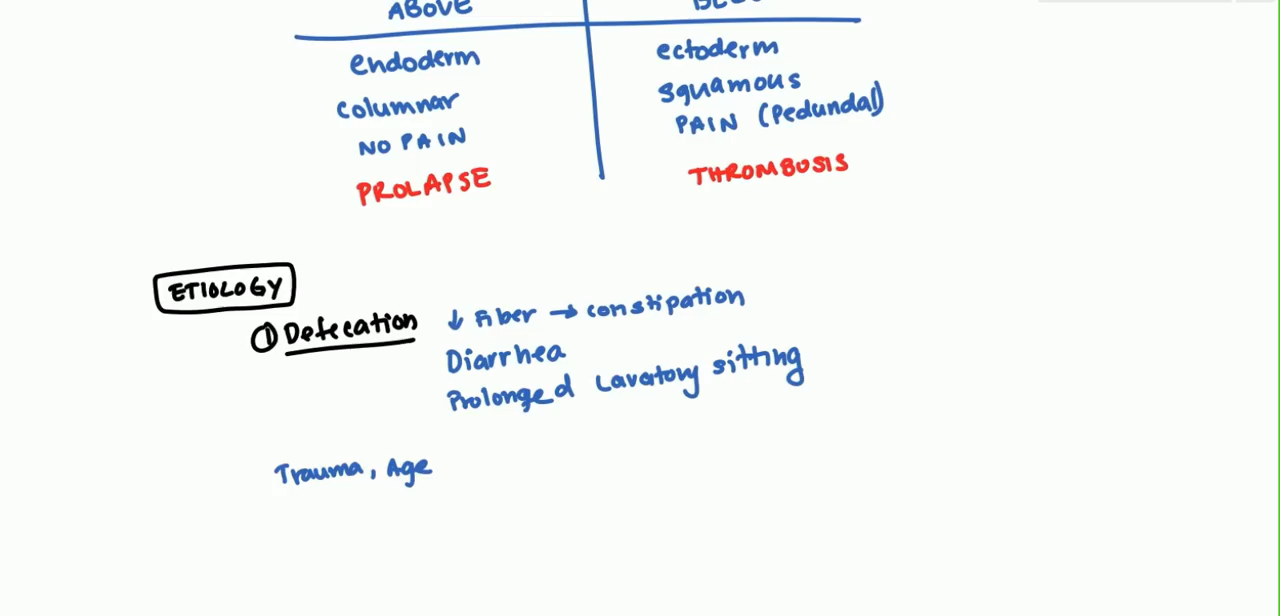 ABOVE
endoderm ectoderm
columnar squamous
NO PAIN PAIN (Pedundal)
PROLAPSE THROMBOSIS
ETIOLOGY
① Defecation ↓ Fiber → constipation
Diarrhea
Prolonged Lavatory sitting
Trauma, Age